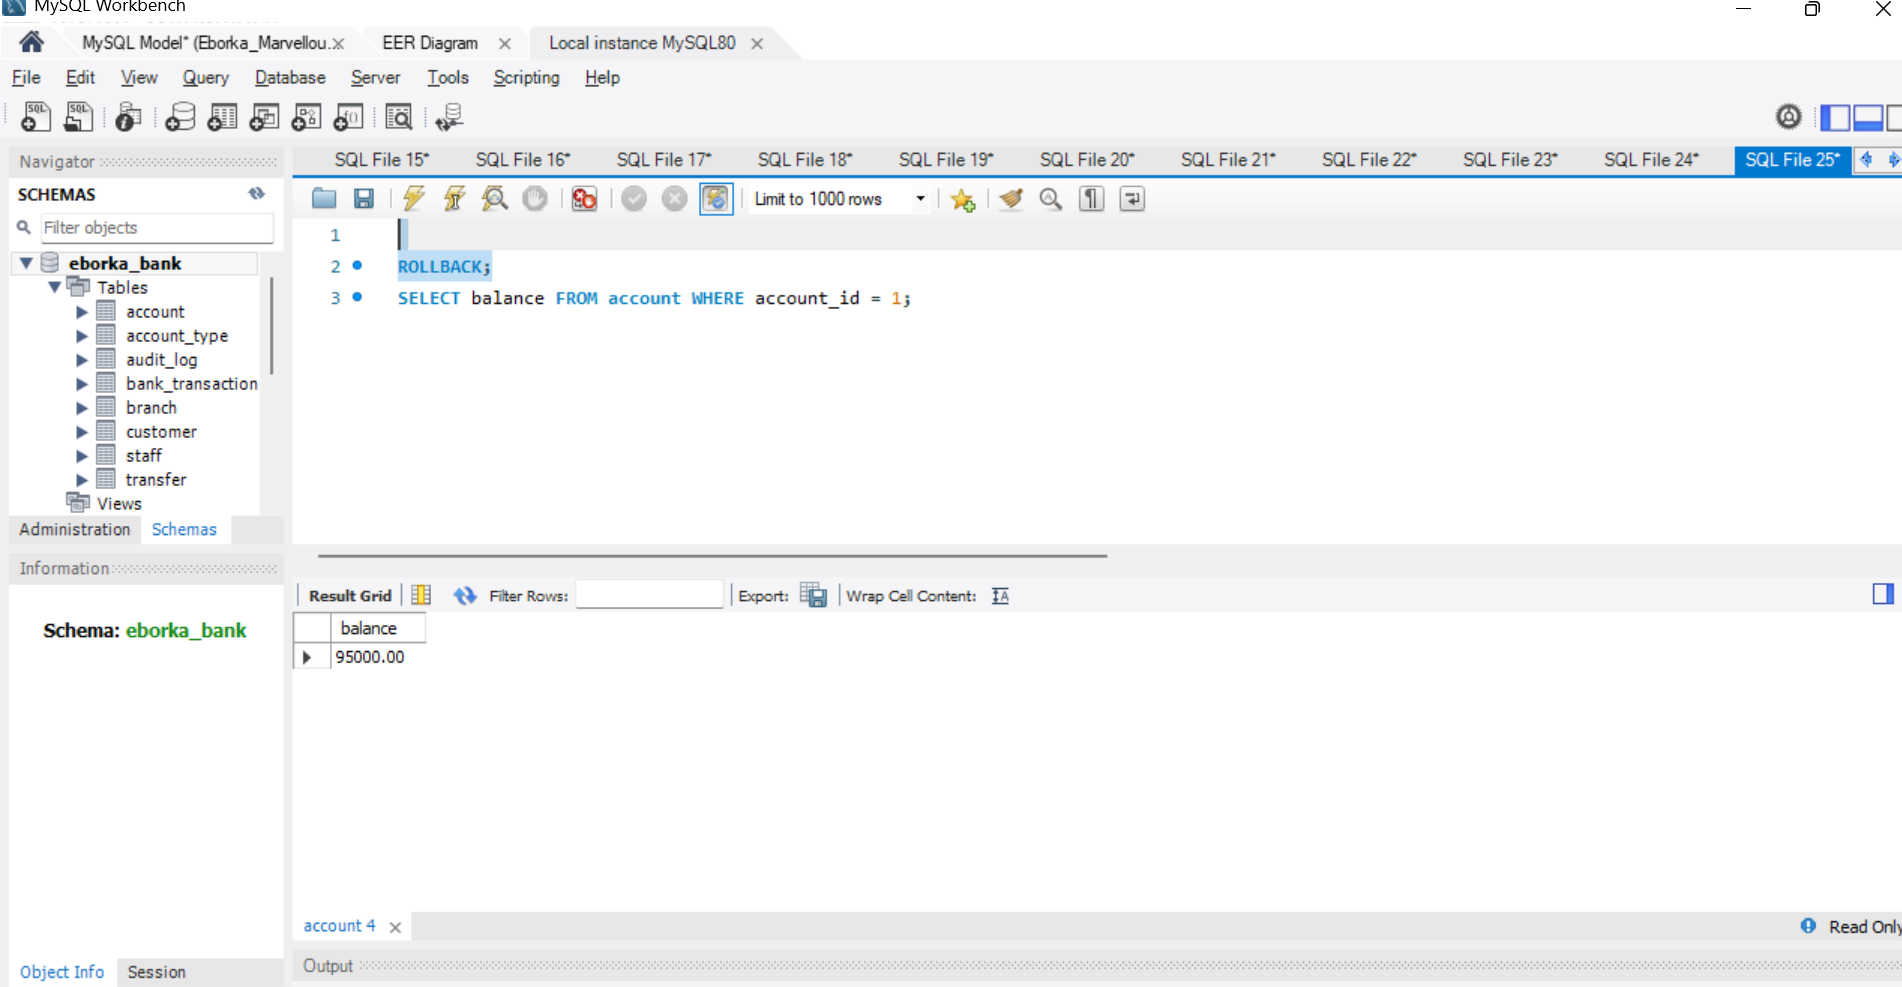 MySQL Workbench
MySQL Model* (Eborka_Marvellou.x EER Diagram Local instance MySQL80
File Edit View Query Database Server Tools Scripting Help
Navigator
SQL File 15* SQL File 16* SQL File 17* SQL File 18* SQL File 19* SQL File 20* SQL File 21* SQL File 22* SQL File 23* SQL File 24* SQL File 25*
SCHEMAS
Limit to 1000 rows
Filter objects
1
2 ROLLBACK;
3 SELECT balance FROM account WHERE account_id = 1;
eborka_bank
Tables
account
account_type
audit_log
bank_transaction
branch
customer
staff
transfer
Views
Administration Schemas
Information
Schema: eborka_bank
Result Grid Filter Rows: Export: Wrap Cell Content:
balance
95000.00
account 4
Read Only
Output
Object Info Session